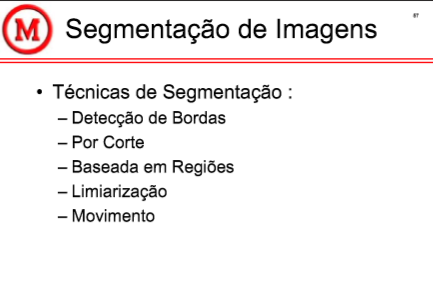 M Segmentação de Imagens
87
• Técnicas de Segmentação :
– Detecção de Bordas
– Por Corte
– Baseada em Regiões
– Limiarização
– Movimento